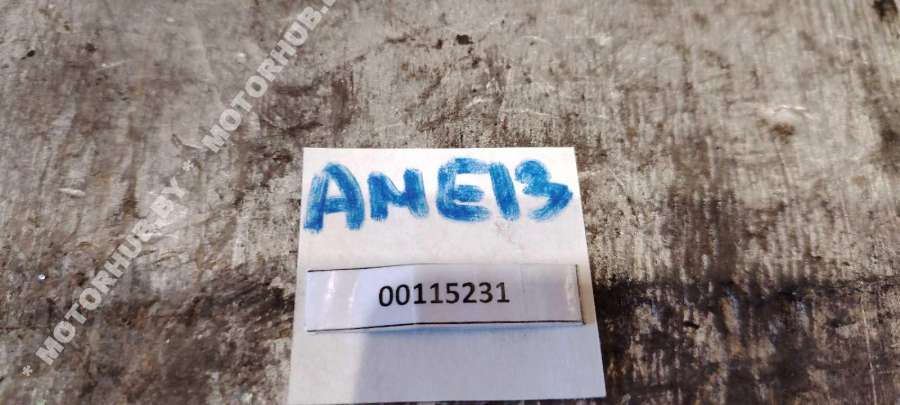 * MOTORHUB.BY * MOTORHUB.BY
AME13
00115231